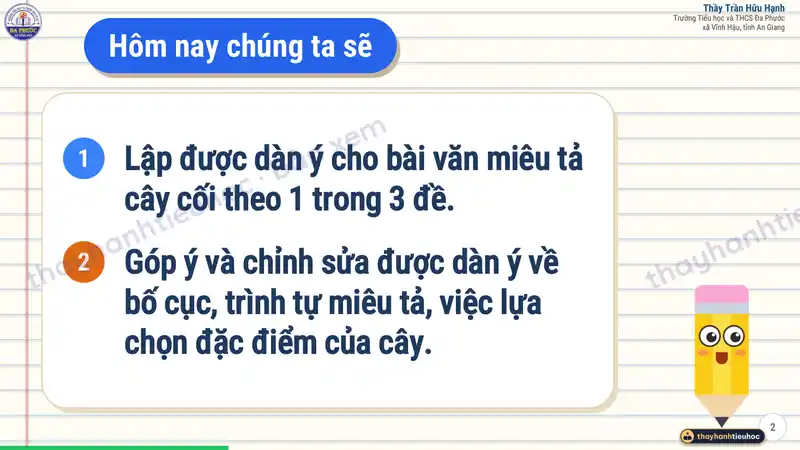 Thầy Trần Hữu Hạnh
Trường Tiểu học và THCS Đa Phước
xã Vĩnh Hậu, tỉnh An Giang
ĐA PHƯỚC
Hôm nay chúng ta sẽ
1 Lập được dàn ý cho bài văn miêu tả
cây cối theo 1 trong 3 đề.
2 Góp ý và chỉnh sửa được dàn ý về
bố cục, trình tự miêu tả, việc lựa
chọn đặc điểm của cây.
thayhanhtieuhoc
2